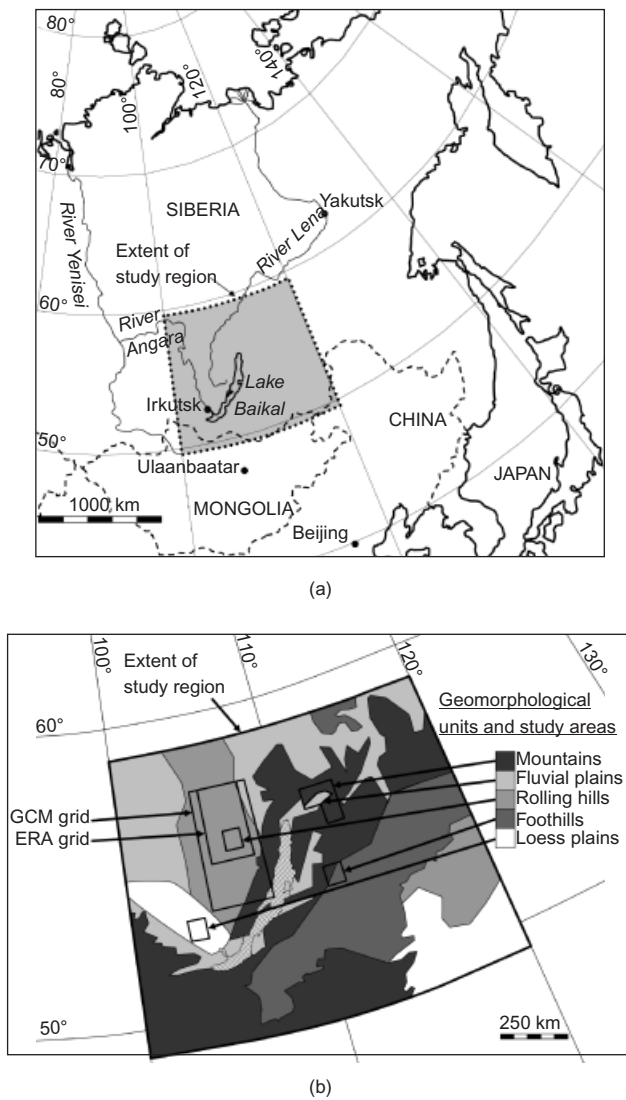 80°
80°
70°
100°
120°
140°
SIBERIA
Yakutsk
River Yenisei
River Lena
Extent of
study region
60°
River
Angara
Lake
Baikal
Irkutsk
50°
Ulaanbaatar
CHINA
JAPAN
1000 km
MONGOLIA
Beijing
(a)
100°
110°
120°
130°
Extent of
study region
60°
Geomorphological
units and study areas
Mountains
Fluvial plains
Rolling hills
Foothills
Loess plains
GCM grid
ERA grid
50°
250 km
(b)